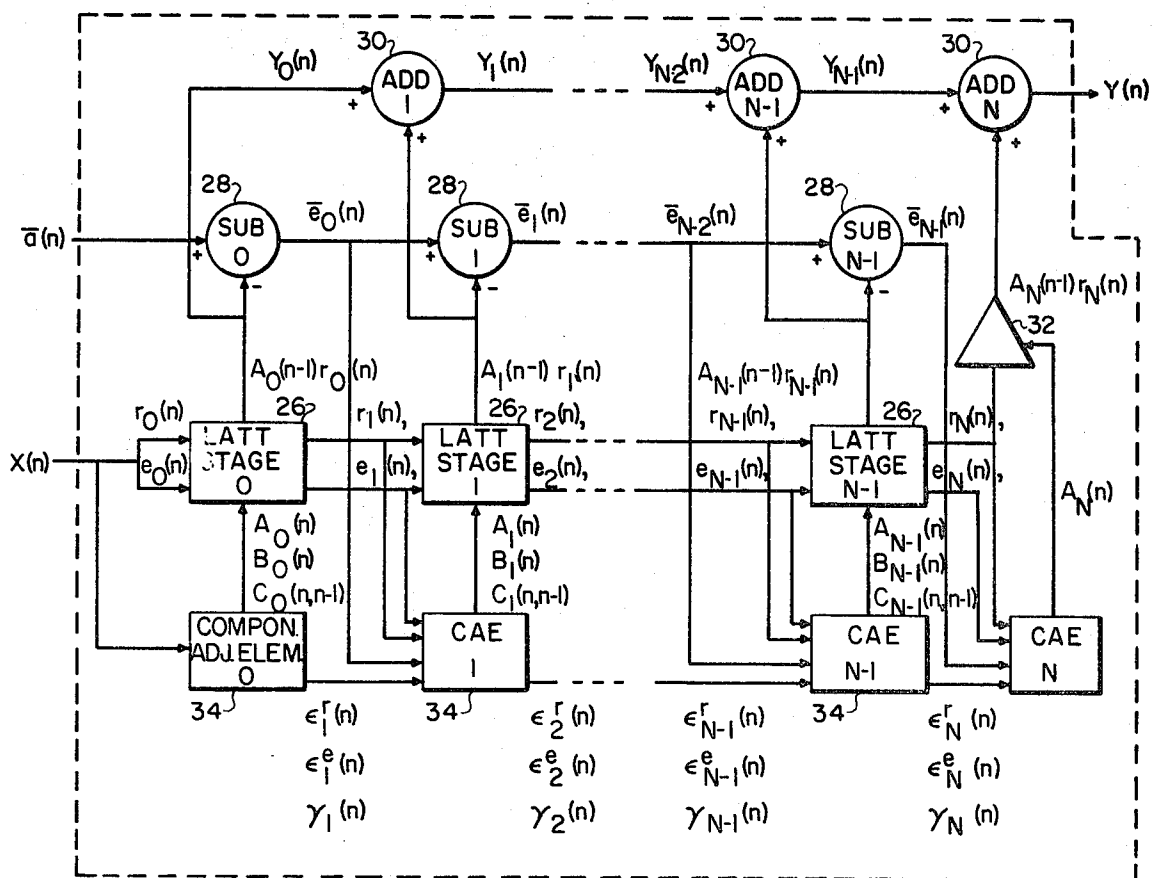 30
30
30
Y0(n)
ADD 1
Y1(n)
YN-2(n)
ADD N-1
YN-1(n)
ADD N
Y(n)
+
+
+
+
+
+
28
28
28
ā(n)
SUB 0
ē0(n)
SUB 1
ē1(n)
ēN-2(n)
SUB N-1
ēN-1(n)
+
-
+
-
+
-
AN(n-1) rN(n)
32
A0(n-1) r0(n)
A1(n-1) r1(n)
AN-1(n-1) rN-1(n)
26
26
26
X(n)
r0(n)
e0(n)
LATT
STAGE
0
r1(n),
e1(n),
LATT
STAGE
1
r2(n),
e2(n),
rN-1(n),
eN-1(n),
LATT
STAGE
N-1
rN(n),
eN(n),
AN(n)
A0(n)
B0(n)
C0(n,n-1)
A1(n)
B1(n)
C1(n,n-1)
AN-1(n)
BN-1(n)
CN-1(n,n-1)
COMPON.
ADJ.ELEM.
0
CAE
1
CAE
N-1
CAE
N
34
34
34
ϵ1r(n)
ϵ1e(n)
γ1(n)
ϵ2r(n)
ϵ2e(n)
γ2(n)
ϵN-1r(n)
ϵN-1e(n)
γN-1(n)
ϵNr(n)
ϵNe(n)
γN(n)